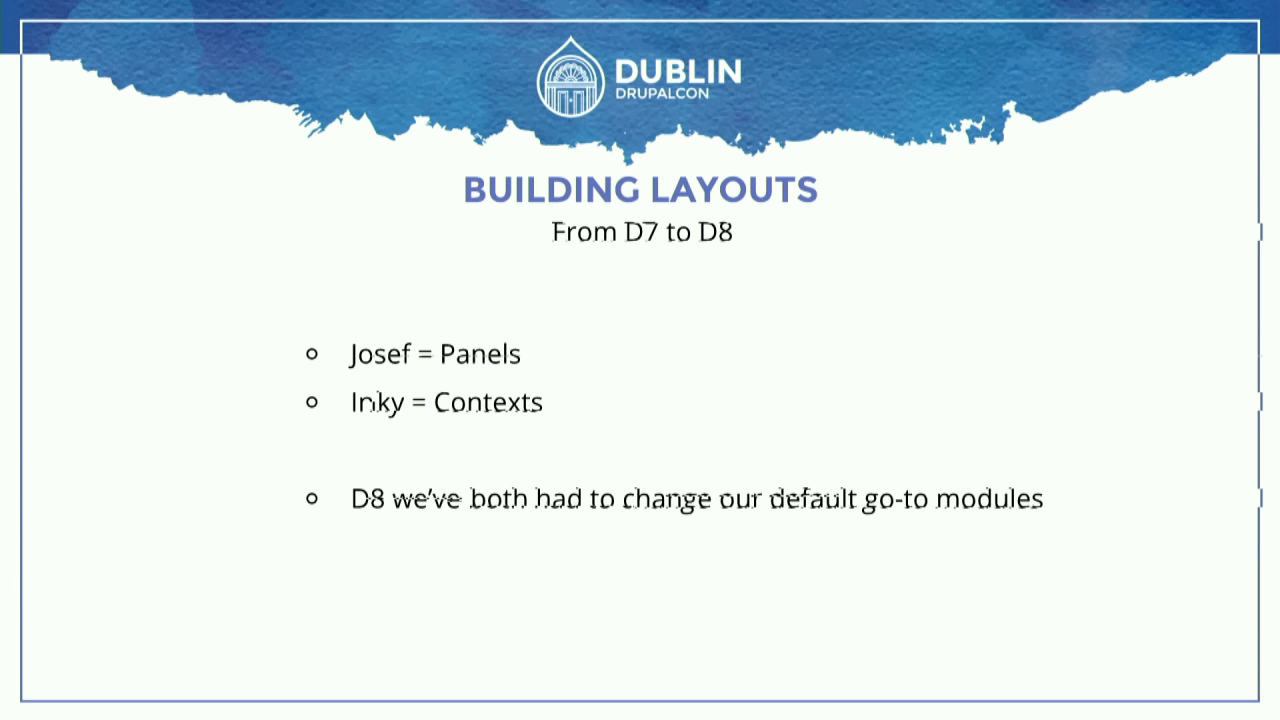 DUBLIN
DRUPALCON
BUILDING LAYOUTS
From D7 to D8
Josef = Panels
Inky = Contexts
D8 we've both had to change our default go-to modules